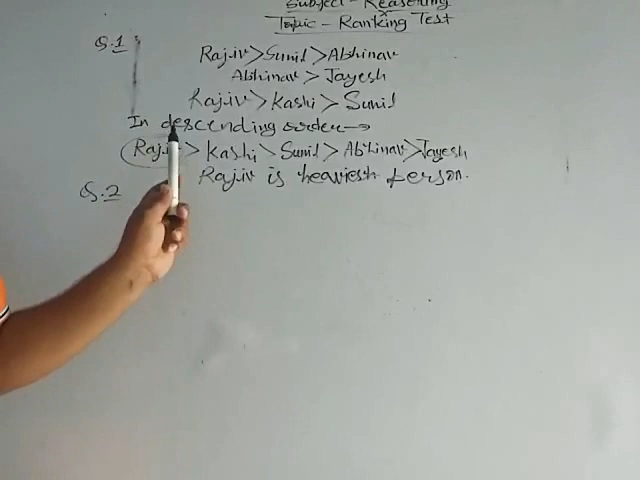 Subject - Reasoning
Topic - Ranking Test
Q.1
Rajiv > Sunil > Abhinav
Abhinav > Jayesh
Rajiv > Kashi > Sunil
In descending order →
Rajiv > Kashi > Sunil > Abhinav > Jayesh
Rajiv is heaviest person.
Q.2